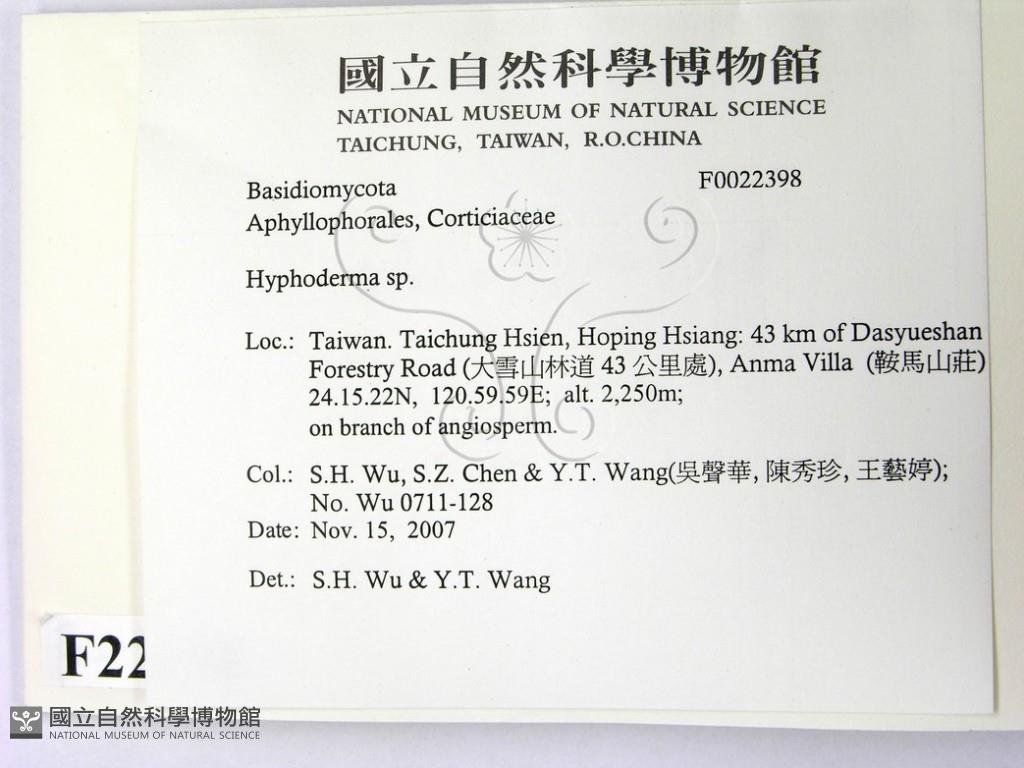 國立自然科學博物館
NATIONAL MUSEUM OF NATURAL SCIENCE
TAICHUNG, TAIWAN, R.O.CHINA
Basidiomycota F0022398
Aphyllophorales, Corticiaceae
Hyphoderma sp.
Loc.: Taiwan. Taichung Hsien, Hoping Hsiang: 43 km of Dasyueshan
Forestry Road (大雪山林道 43 公里處), Anma Villa (鞍馬山莊)
24.15.22N, 120.59.59E; alt. 2,250m;
on branch of angiosperm.
Col.: S.H. Wu, S.Z. Chen & Y.T. Wang(吳聲華, 陳秀珍, 王藝婷);
No. Wu 0711-128
Date: Nov. 15, 2007
Det.: S.H. Wu & Y.T. Wang
F22
國立自然科學博物館
NATIONAL MUSEUM OF NATURAL SCIENCE